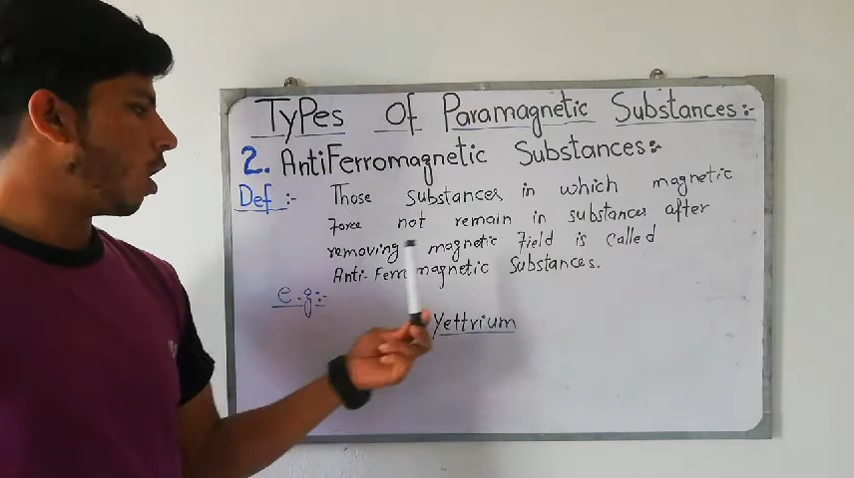 Types Of Paramagnetic Substances:-
2. AntiFerromagnetic Substances:-
Def :- Those Substances in which magnetic
Force not remain in substances after
removing magnetic Field is called
Anti-Ferromagnetic Substances.
e.g:-
Yettrium